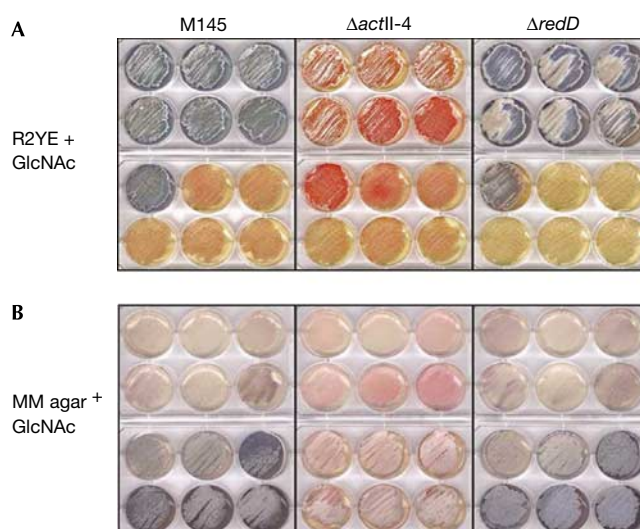 M145 ΔactII-4 ΔredD
A
R2YE +
GlcNAc
B
MM agar +
GlcNAc